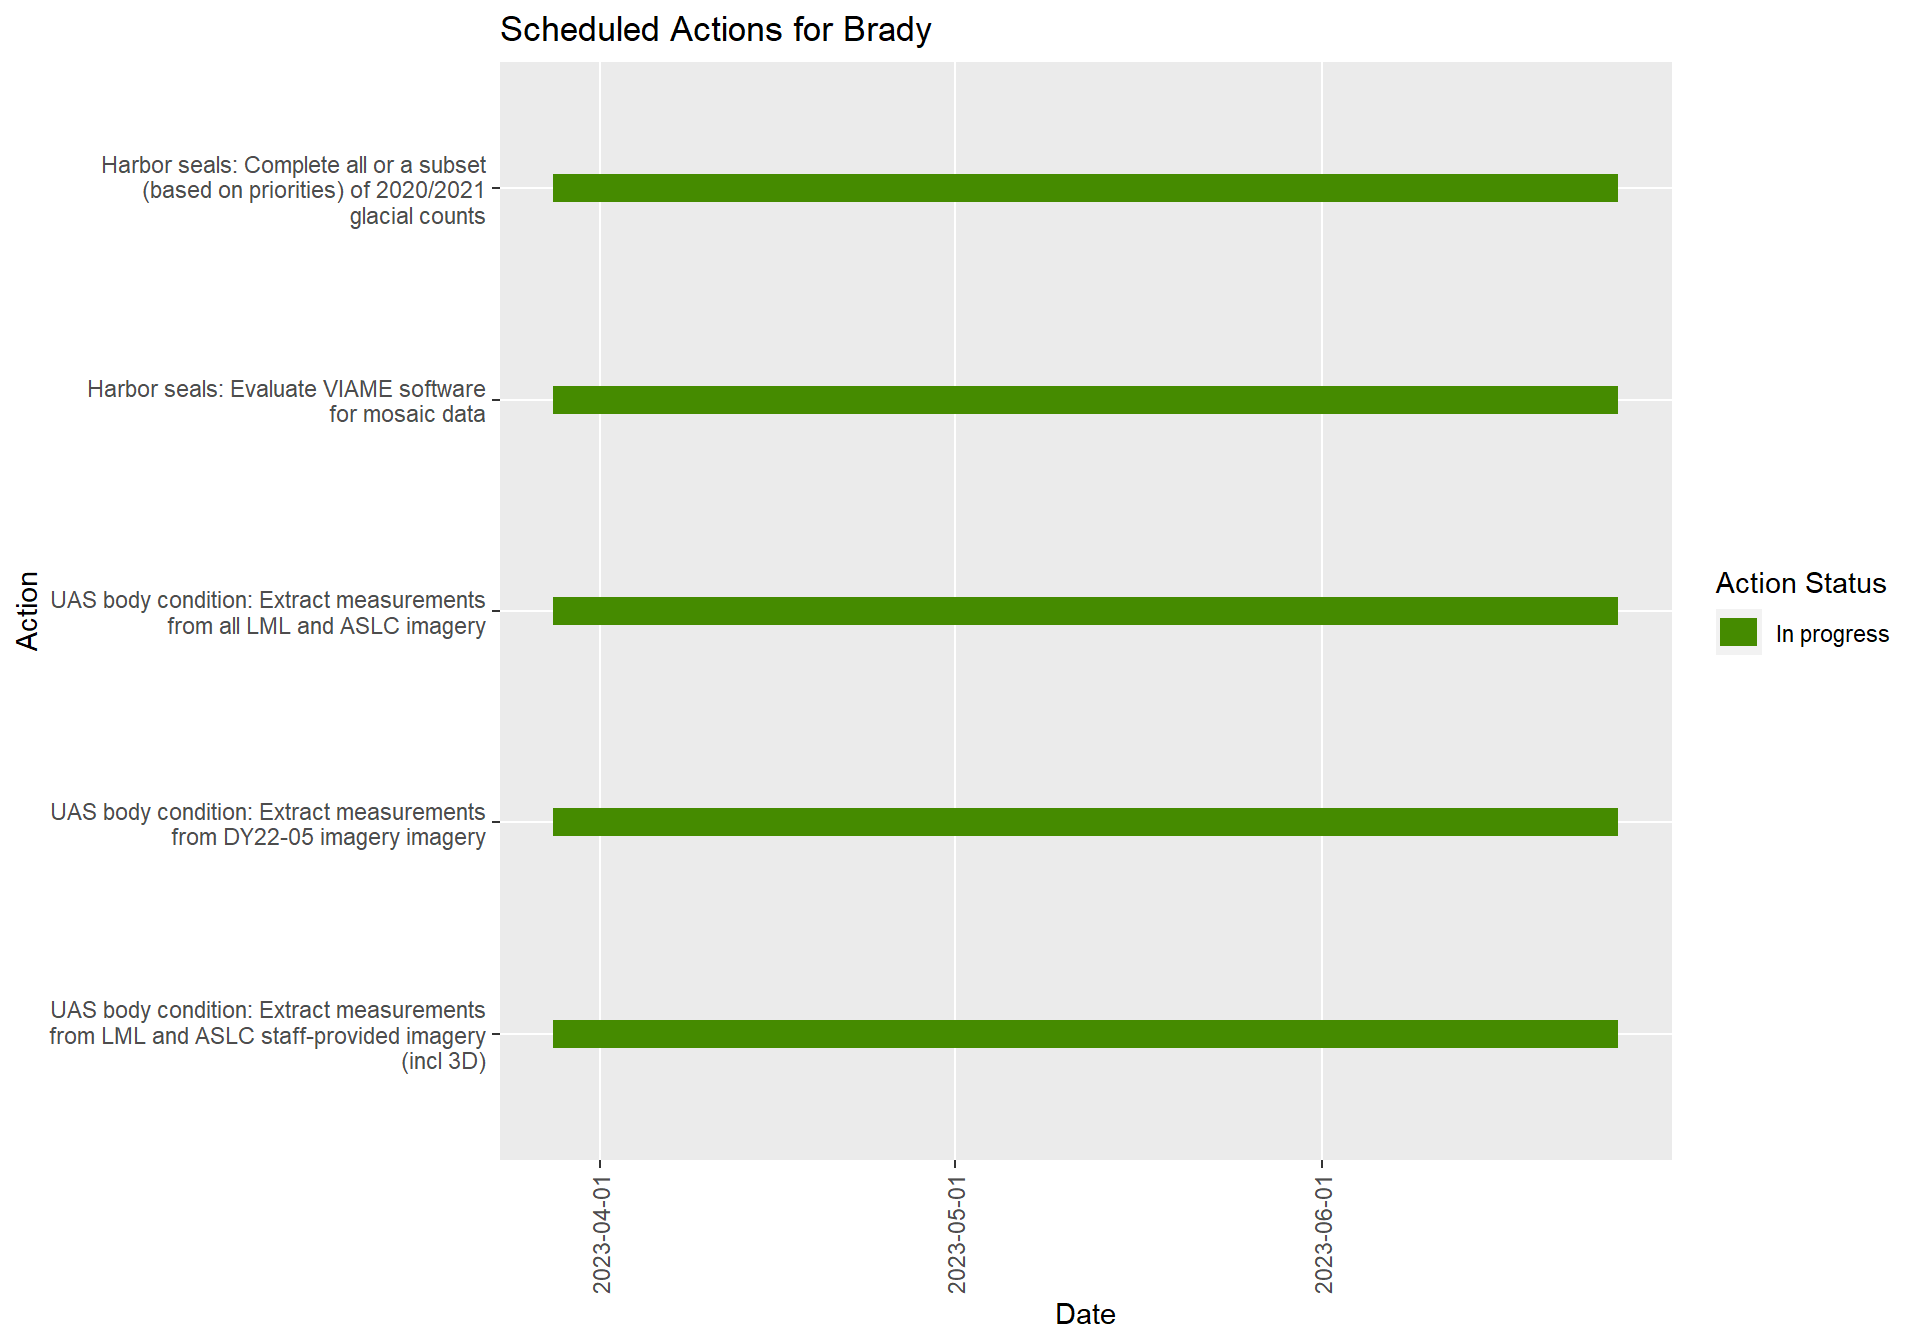 Scheduled Actions for Brady
Harbor seals: Complete all or a subset
(based on priorities) of 2020/2021
glacial counts
Harbor seals: Evaluate VIAME software
for mosaic data
UAS body condition: Extract measurements
from all LML and ASLC imagery
UAS body condition: Extract measurements
from DY22-05 imagery imagery
UAS body condition: Extract measurements
from LML and ASLC staff-provided imagery
(incl 3D)
Action
2023-04-01
2023-05-01
2023-06-01
Date
Action Status
In progress